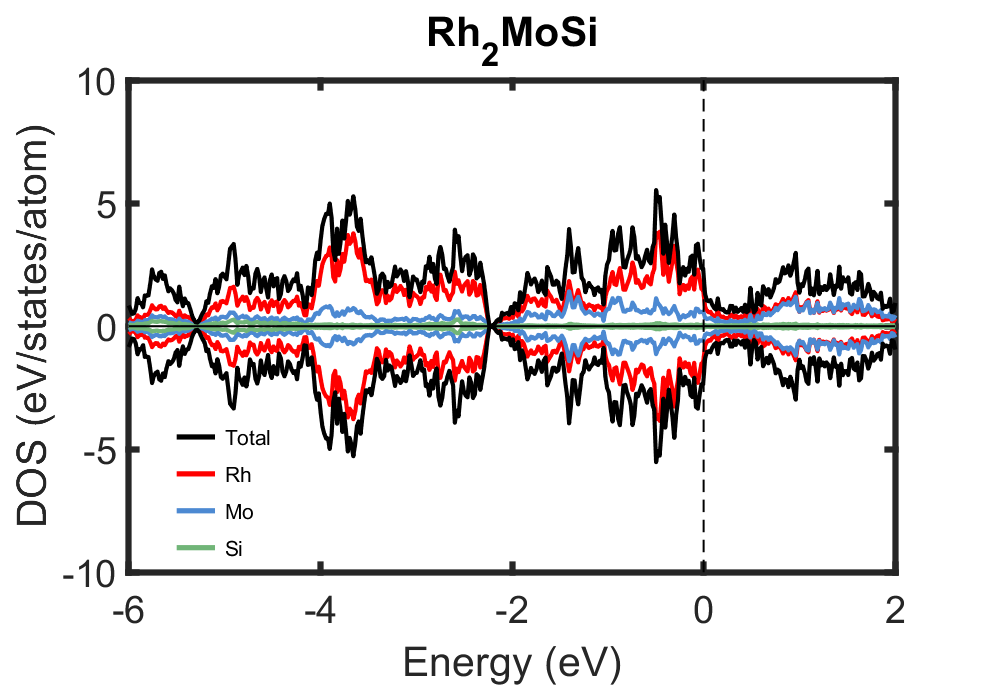 Rh2MoSi
10
5
0
-5
-10
DOS (eV/states/atom)
Total
Rh
Mo
Si
-6 -4 -2 0 2
Energy (eV)